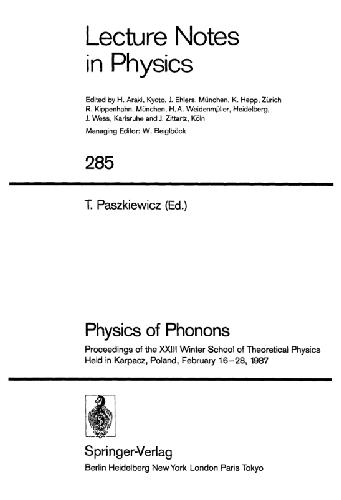 Lecture Notes
in Physics
Edited by H. Araki, Kyoto, J. Ehlers, München, K. Hepp, Zürich
R. Kippenhahn, München, H. A. Weidenmüller, Heidelberg,
J. Wess, Karlsruhe and J. Zittartz, Köln
Managing Editor: W. Beiglböck
285
T. Paszkiewicz (Ed.)
Physics of Phonons
Proceedings of the XXIII Winter School of Theoretical Physics
Held in Karpacz, Poland, February 16–28, 1987
Springer-Verlag
Berlin Heidelberg New York London Paris Tokyo